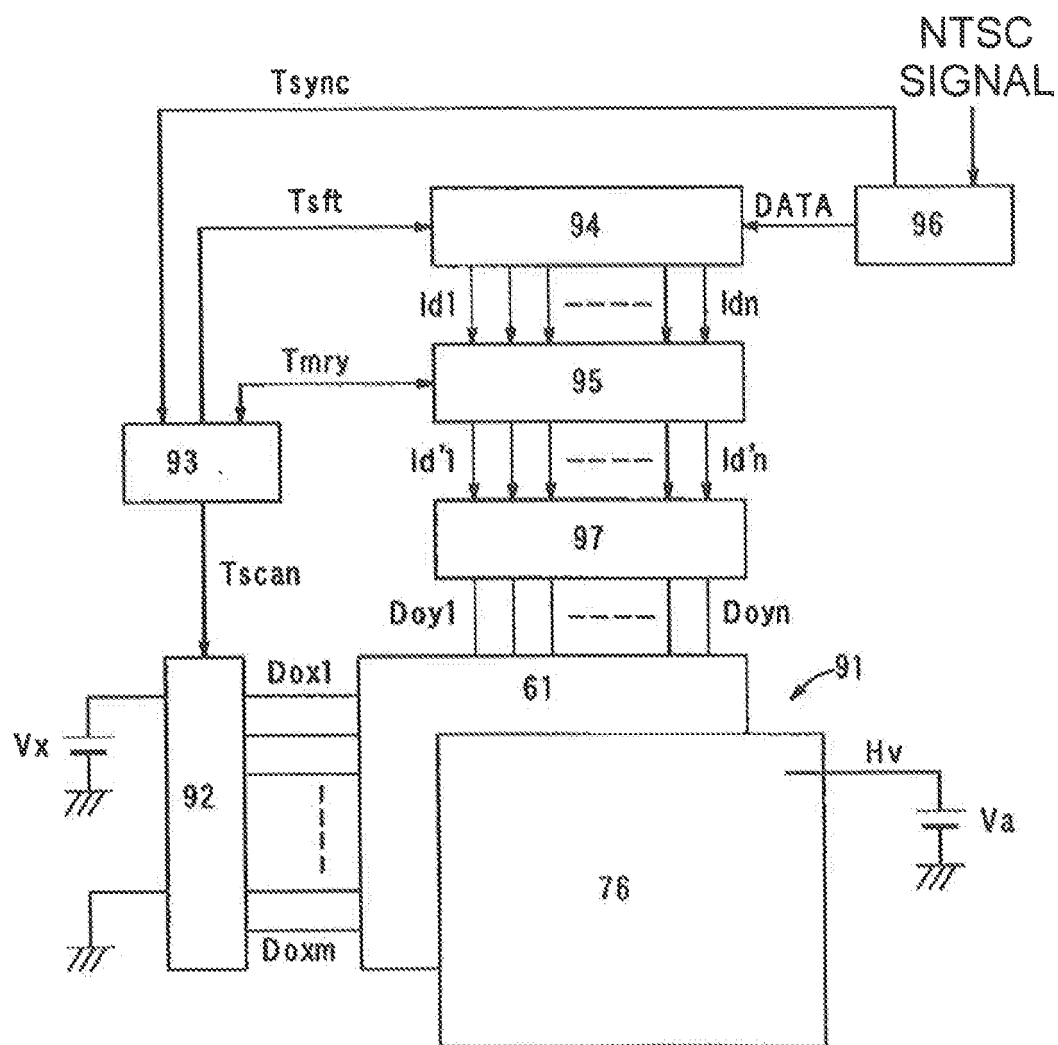 NTSC
SIGNAL
Tsync
Tsft
94
DATA
96
Id1
Idn
Tmry
95
93
Id'1
Id'n
97
Tscan
Doy1
Doyn
Dox1
61
91
Vx
92
Hv
Va
76
Doxm